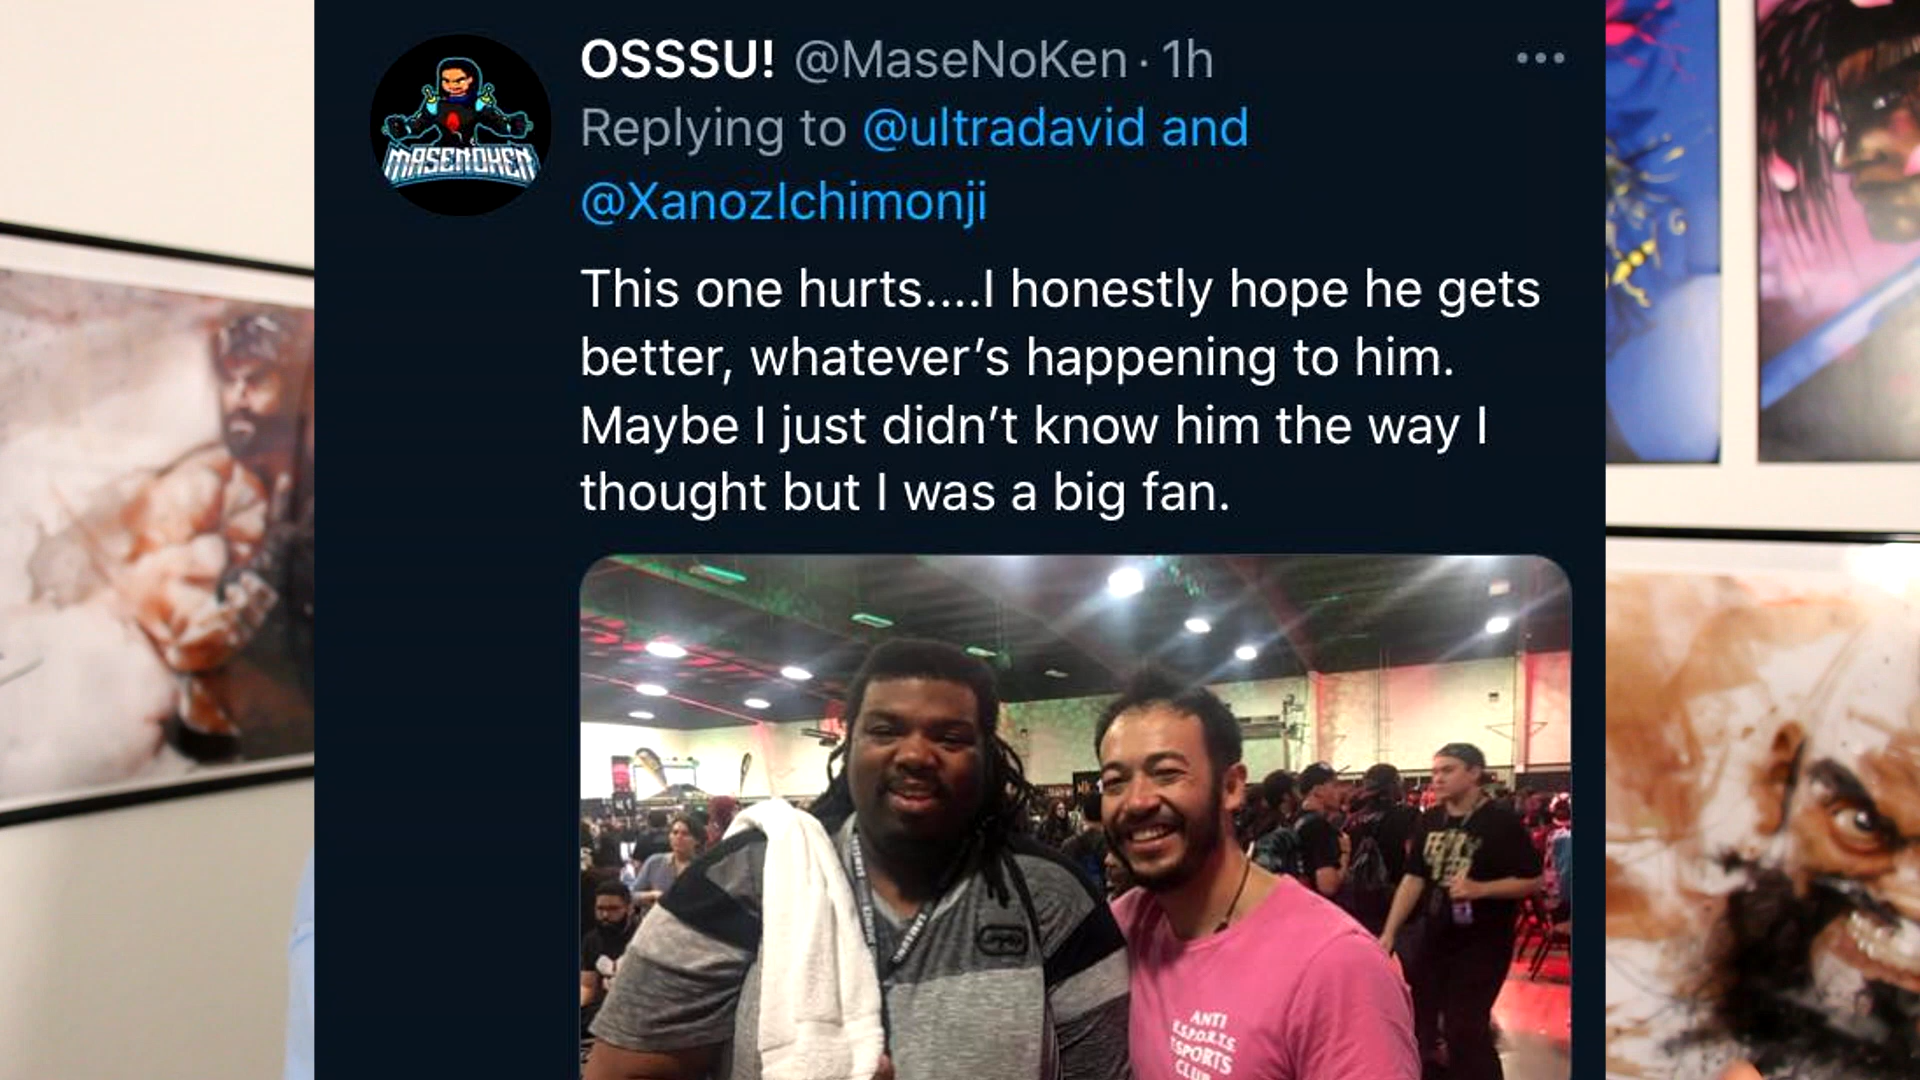 OSSSU! @MaseNoKen · 1h
Replying to @ultradavid and
@XanozIchimonji
MASENOKEN
This one hurts....I honestly hope he gets
better, whatever's happening to him.
Maybe I just didn't know him the way I
thought but I was a big fan.
ANTI
E.S.P.O.R.T.S.
ESPORTS
CLUB